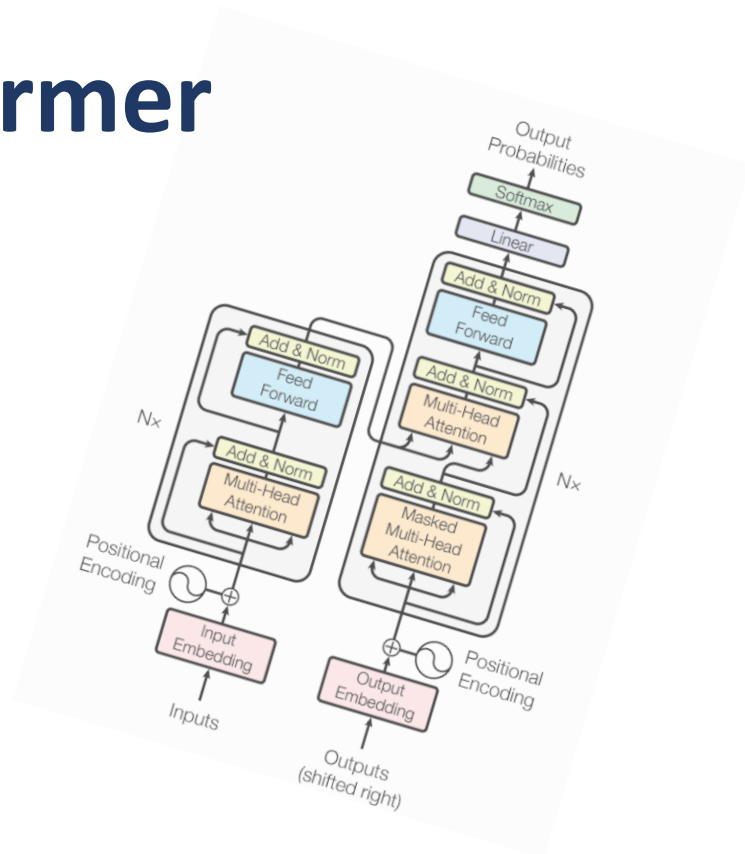 rmer
Output
Probabilities
Softmax
Linear
Add & Norm
Feed
Forward
Add & Norm
Multi-Head
Attention
Add & Norm
Masked
Multi-Head
Attention
Nx
Add & Norm
Feed
Forward
Nx
Add & Norm
Multi-Head
Attention
Positional
Encoding
Input
Embedding
Inputs
Positional
Encoding
Output
Embedding
Outputs
(shifted right)